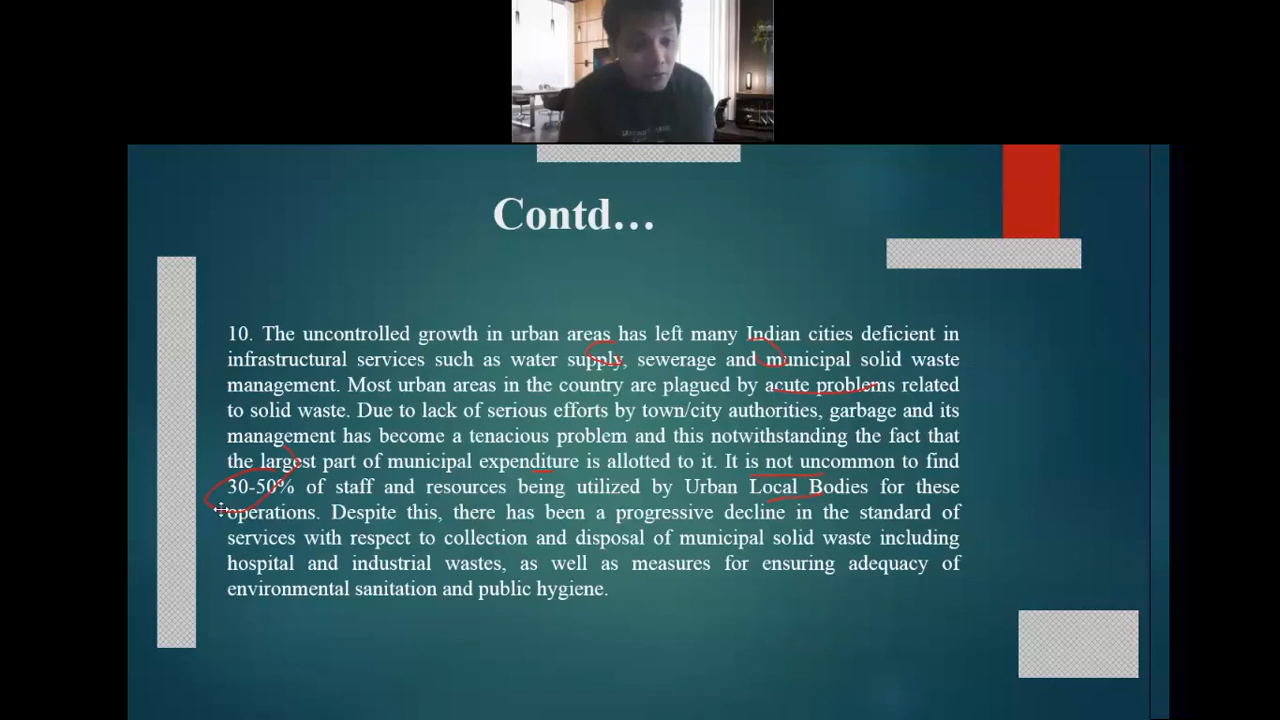 Contd…
10. The uncontrolled growth in urban areas has left many Indian cities deficient in
infrastructural services such as water supply, sewerage and municipal solid waste
management. Most urban areas in the country are plagued by acute problems related
to solid waste. Due to lack of serious efforts by town/city authorities, garbage and its
management has become a tenacious problem and this notwithstanding the fact that
the largest part of municipal expenditure is allotted to it. It is not uncommon to find
30-50% of staff and resources being utilized by Urban Local Bodies for these
operations. Despite this, there has been a progressive decline in the standard of
services with respect to collection and disposal of municipal solid waste including
hospital and industrial wastes, as well as measures for ensuring adequacy of
environmental sanitation and public hygiene.